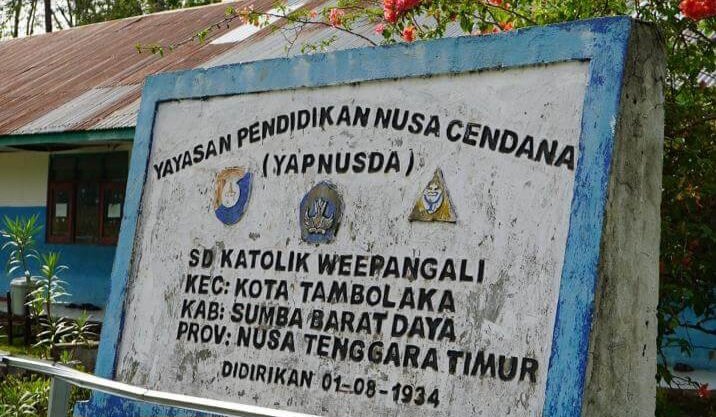 YAYASAN PENDIDIKAN NUSA CENDANA
(YAPNUSDA)
SD KATOLIK WEEPANGALI
KEC: KOTA TAMBOLAKA
KAB: SUMBA BARAT DAYA
PROV: NUSA TENGGARA TIMUR
DIDIRIKAN 01-08-1934